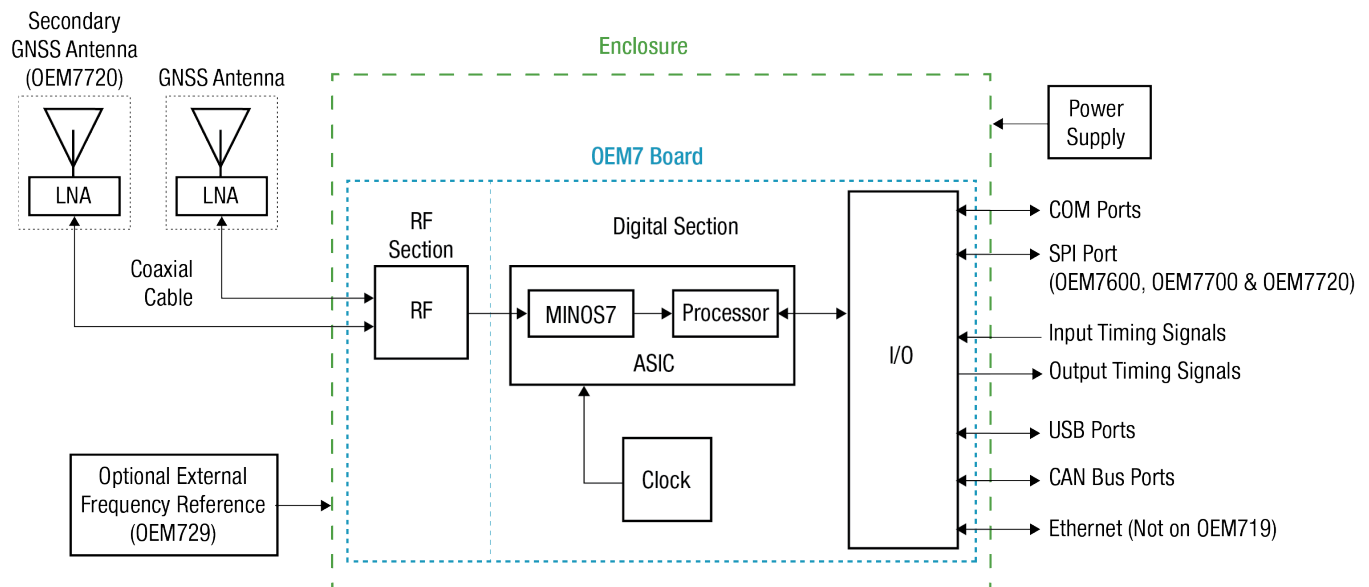 Secondary
GNSS Antenna
(OEM7720)
GNSS Antenna
LNA
LNA
Coaxial
Cable
Enclosure
OEM7 Board
RF
Section
RF
Digital Section
MINOS7
Processor
ASIC
Clock
I/O
Optional External
Frequency Reference
(OEM729)
Power
Supply
COM Ports
SPI Port
(OEM7600, OEM7700 & OEM7720)
Input Timing Signals
Output Timing Signals
USB Ports
CAN Bus Ports
Ethernet (Not on OEM719)